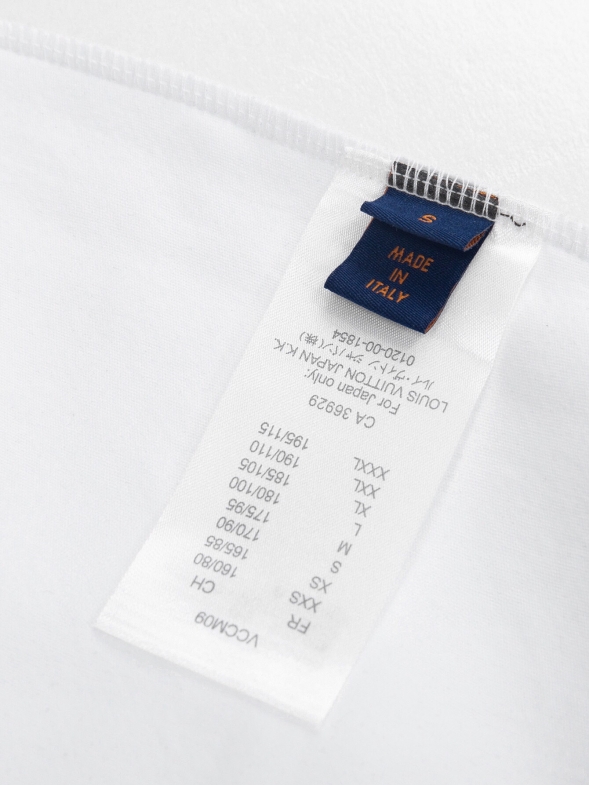 S
MADE
IN
ITALY
VCCM09
FR CH
XXS 160/80
XS 165/85
S 170/90
M 175/95
L 180/100
XL 185/105
XXL 190/110
XXXL 195/115
CA 36929
For Japan only:
LOUIS VUITTON JAPAN K.K.
ルイ・ヴィトン ジャパン(株)
0120-00-1854